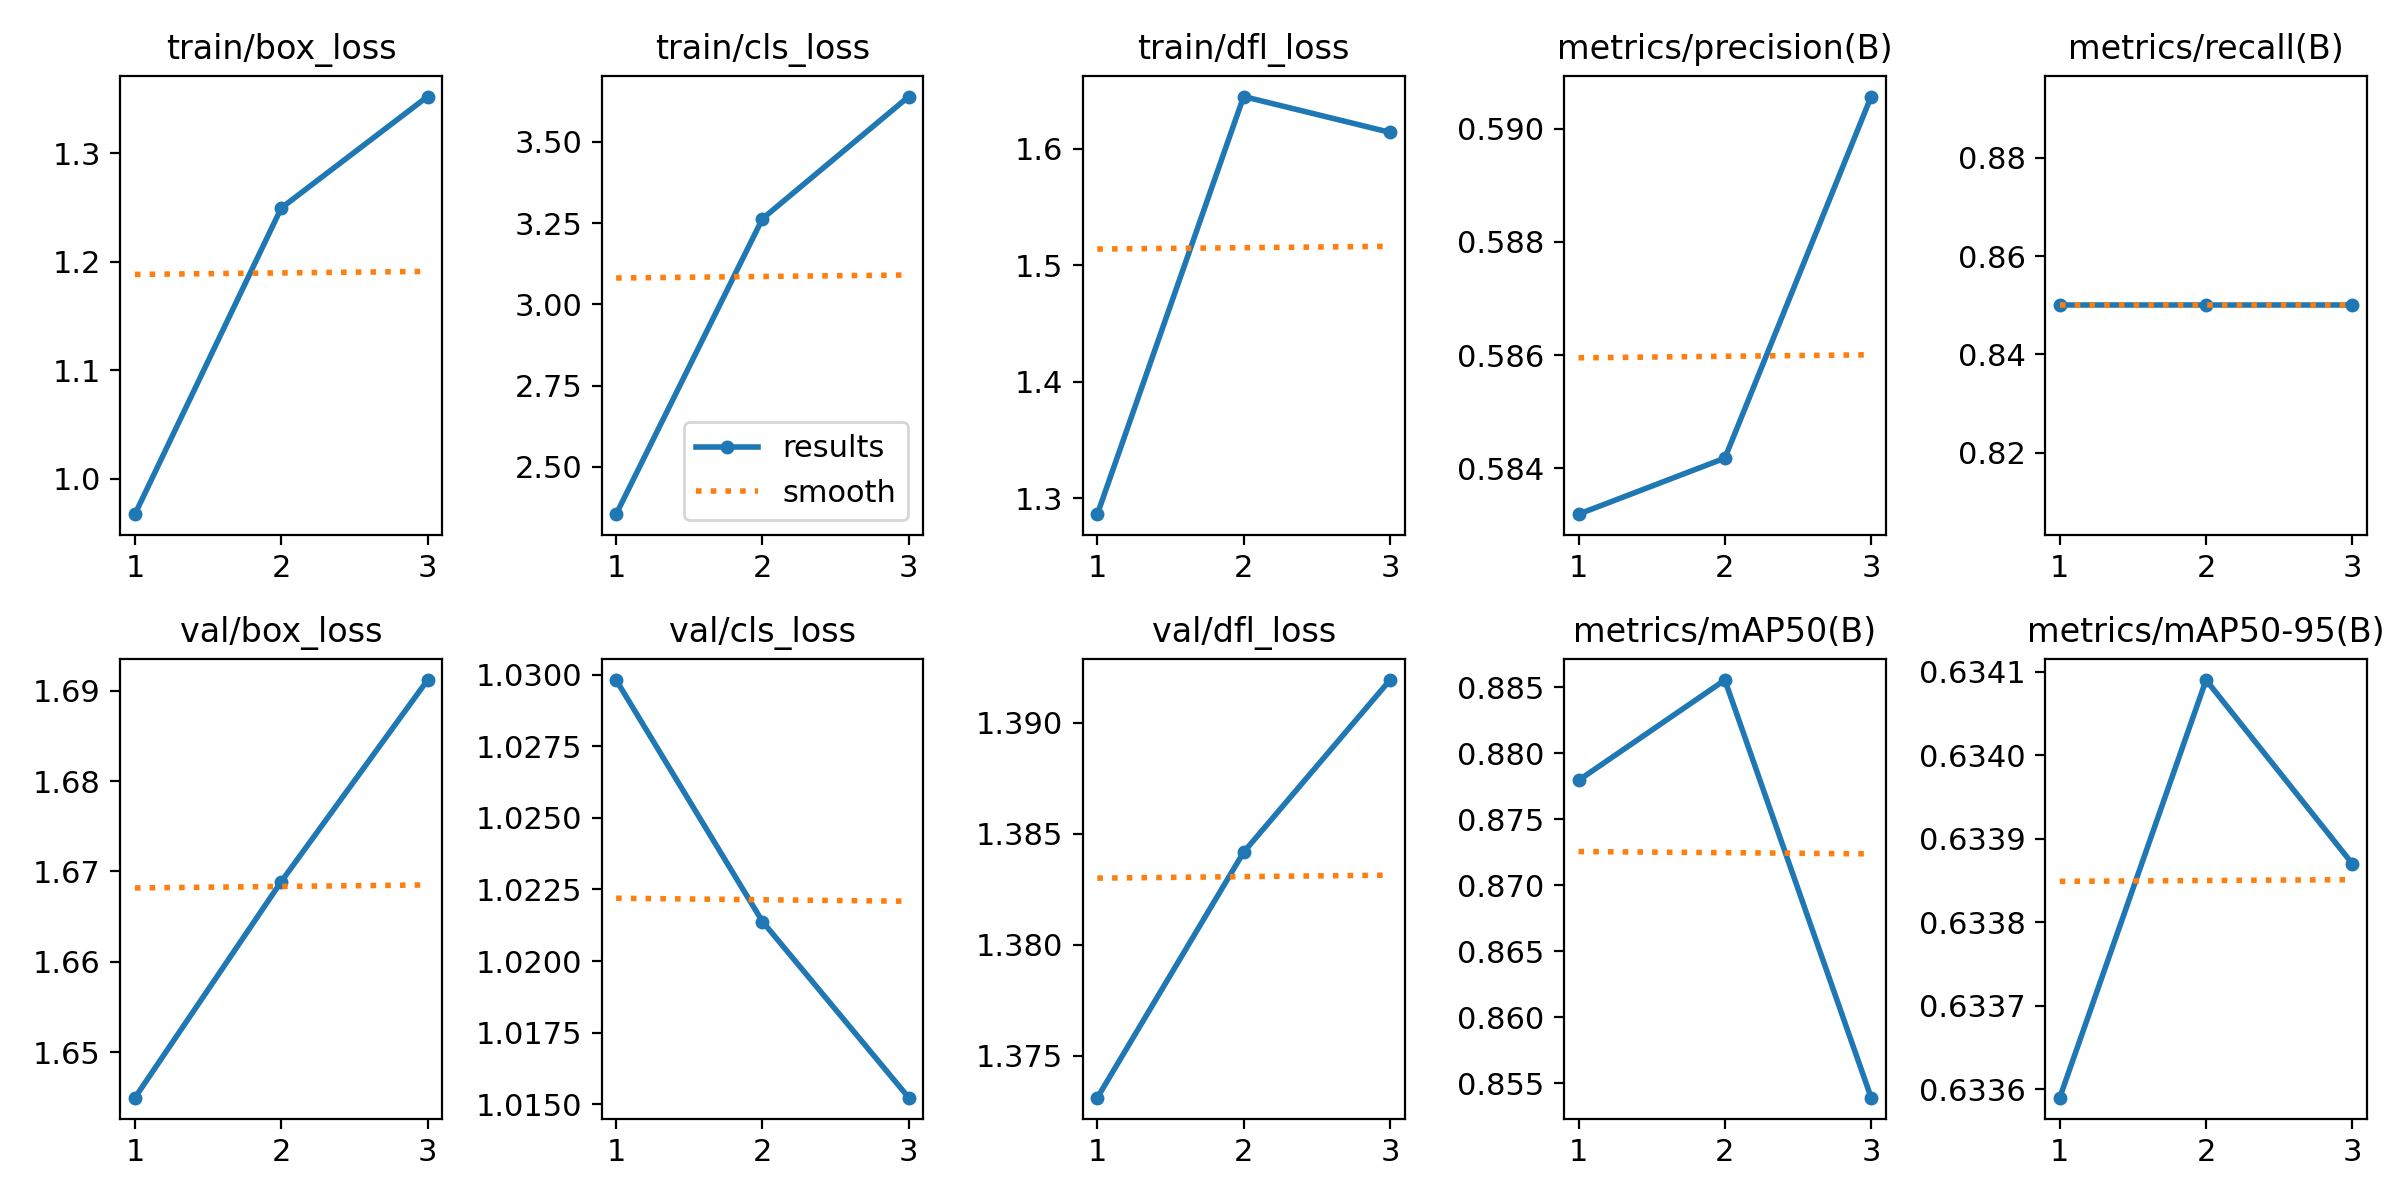 train/box_loss
1.3
1.2
1.1
1.0
1 2 3
train/cls_loss
3.50
3.25
3.00
2.75
2.50
results
smooth
1 2 3
train/dfl_loss
1.6
1.5
1.4
1.3
1 2 3
metrics/precision(B)
0.590
0.588
0.586
0.584
1 2 3
metrics/recall(B)
0.88
0.86
0.84
0.82
1 2 3
val/box_loss
1.69
1.68
1.67
1.66
1.65
1 2 3
val/cls_loss
1.0300
1.0275
1.0250
1.0225
1.0200
1.0175
1.0150
1 2 3
val/dfl_loss
1.390
1.385
1.380
1.375
1 2 3
metrics/mAP50(B)
0.885
0.880
0.875
0.870
0.865
0.860
0.855
1 2 3
metrics/mAP50-95(B)
0.6341
0.6340
0.6339
0.6338
0.6337
0.6336
1 2 3